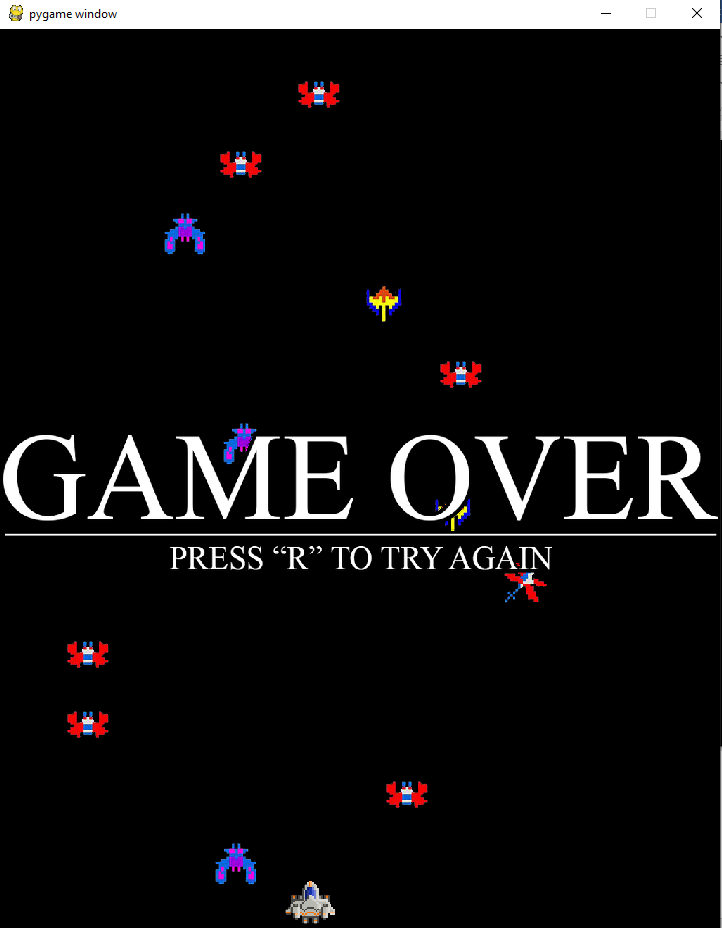 pygame window
GAME OVER
PRESS “R” TO TRY AGAIN